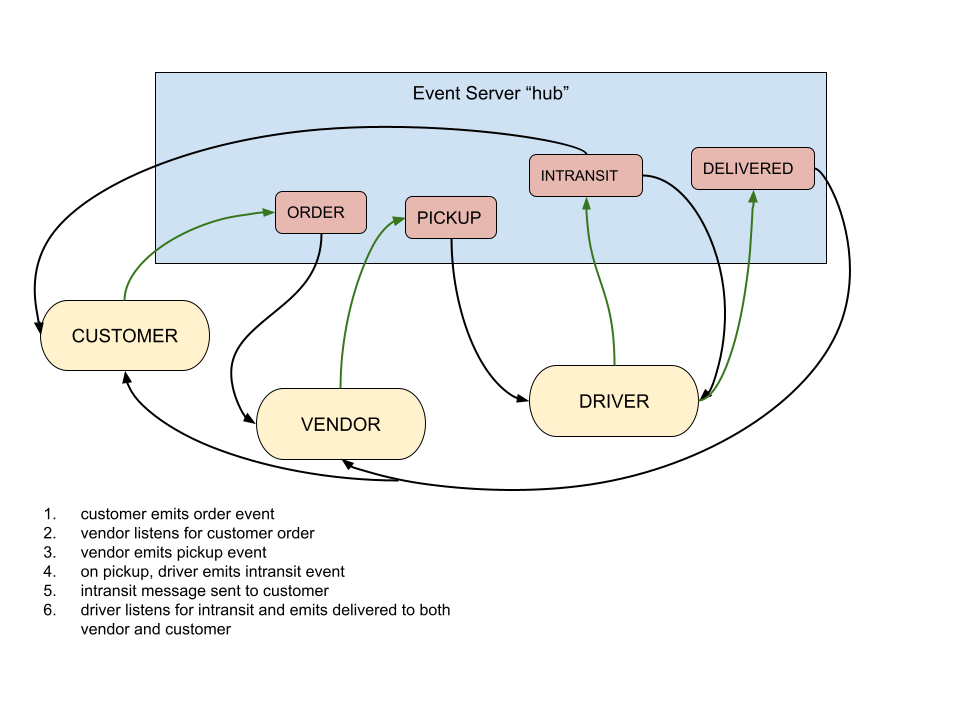 Event Server “hub”
INTRANSIT
DELIVERED
ORDER
PICKUP
CUSTOMER
VENDOR
DRIVER
1. customer emits order event
2. vendor listens for customer order
3. vendor emits pickup event
4. on pickup, driver emits intransit event
5. intransit message sent to customer
6. driver listens for intransit and emits delivered to both
vendor and customer